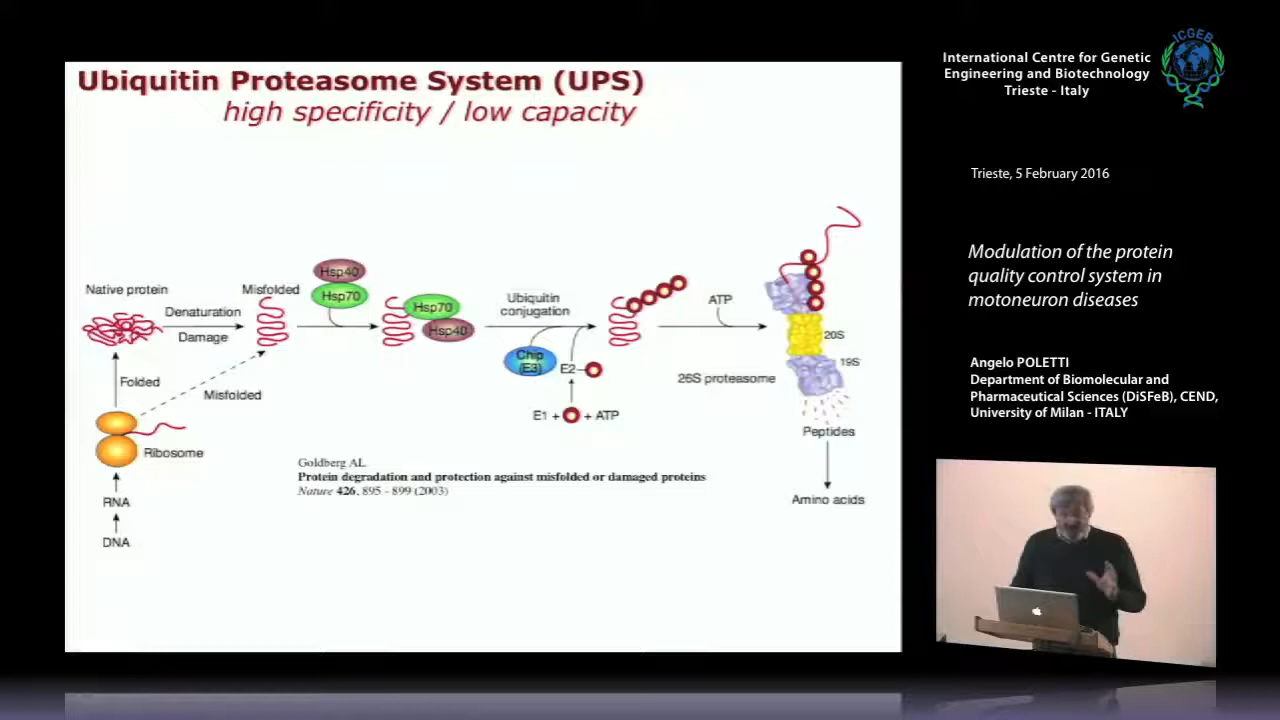 Ubiquitin Proteasome System (UPS)
high specificity / low capacity
Native protein
Denaturation
Damage
Misfolded
Hsp40
Hsp70
Hsp70
Hsp40
Ubiquitin
conjugation
Chip
(E3)
E2
E1 + + ATP
ATP
26S proteasome
20S
19S
Peptides
Amino acids
Folded
Misfolded
Ribosome
RNA
DNA
Goldberg AL.
Protein degradation and protection against misfolded or damaged proteins
Nature 426, 895 - 899 (2003)
International Centre for Genetic
Engineering and Biotechnology
Trieste - Italy
ICGEB
Trieste, 5 February 2016
Modulation of the protein
quality control system in
motoneuron diseases
Angelo POLETTI
Department of Biomolecular and
Pharmaceutical Sciences (DiSFeB), CEND,
University of Milan - ITALY